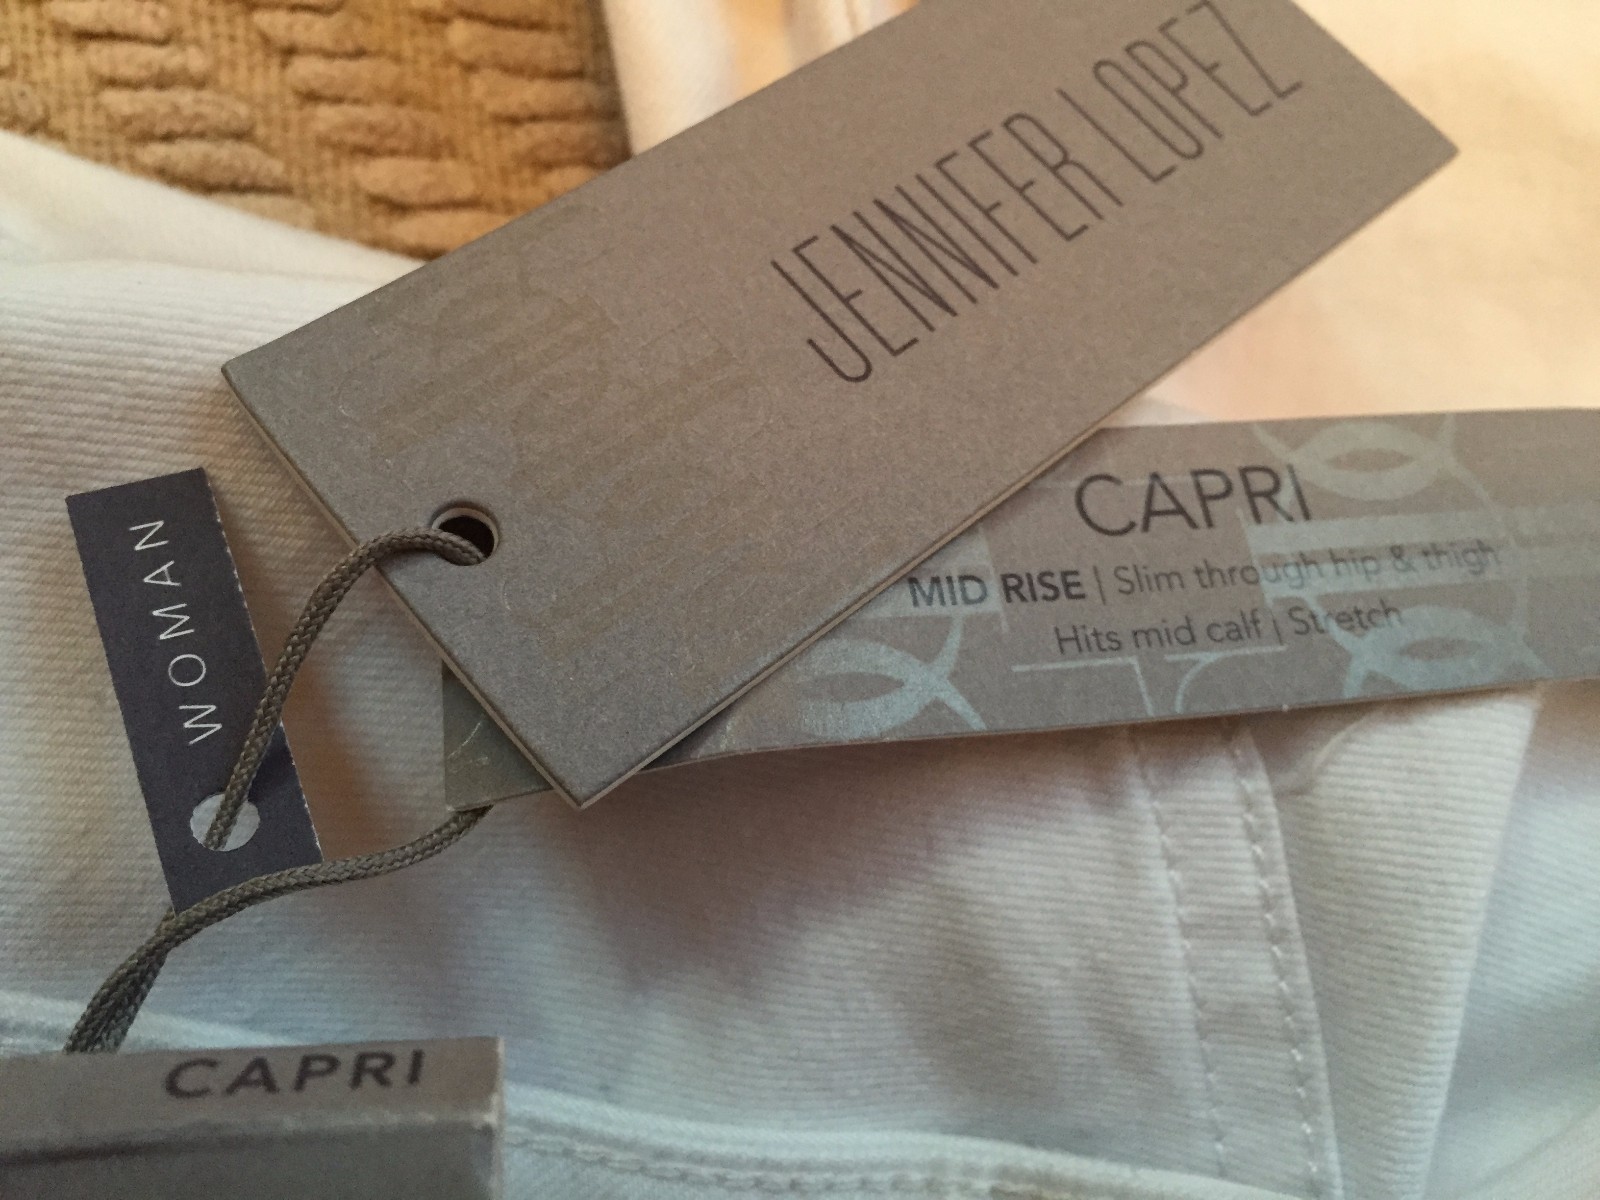 JENNIFER LOPEZ
WOMAN
CAPRI
MID RISE | Slim through hip & thigh
Hits mid calf | Stretch
CAPRI